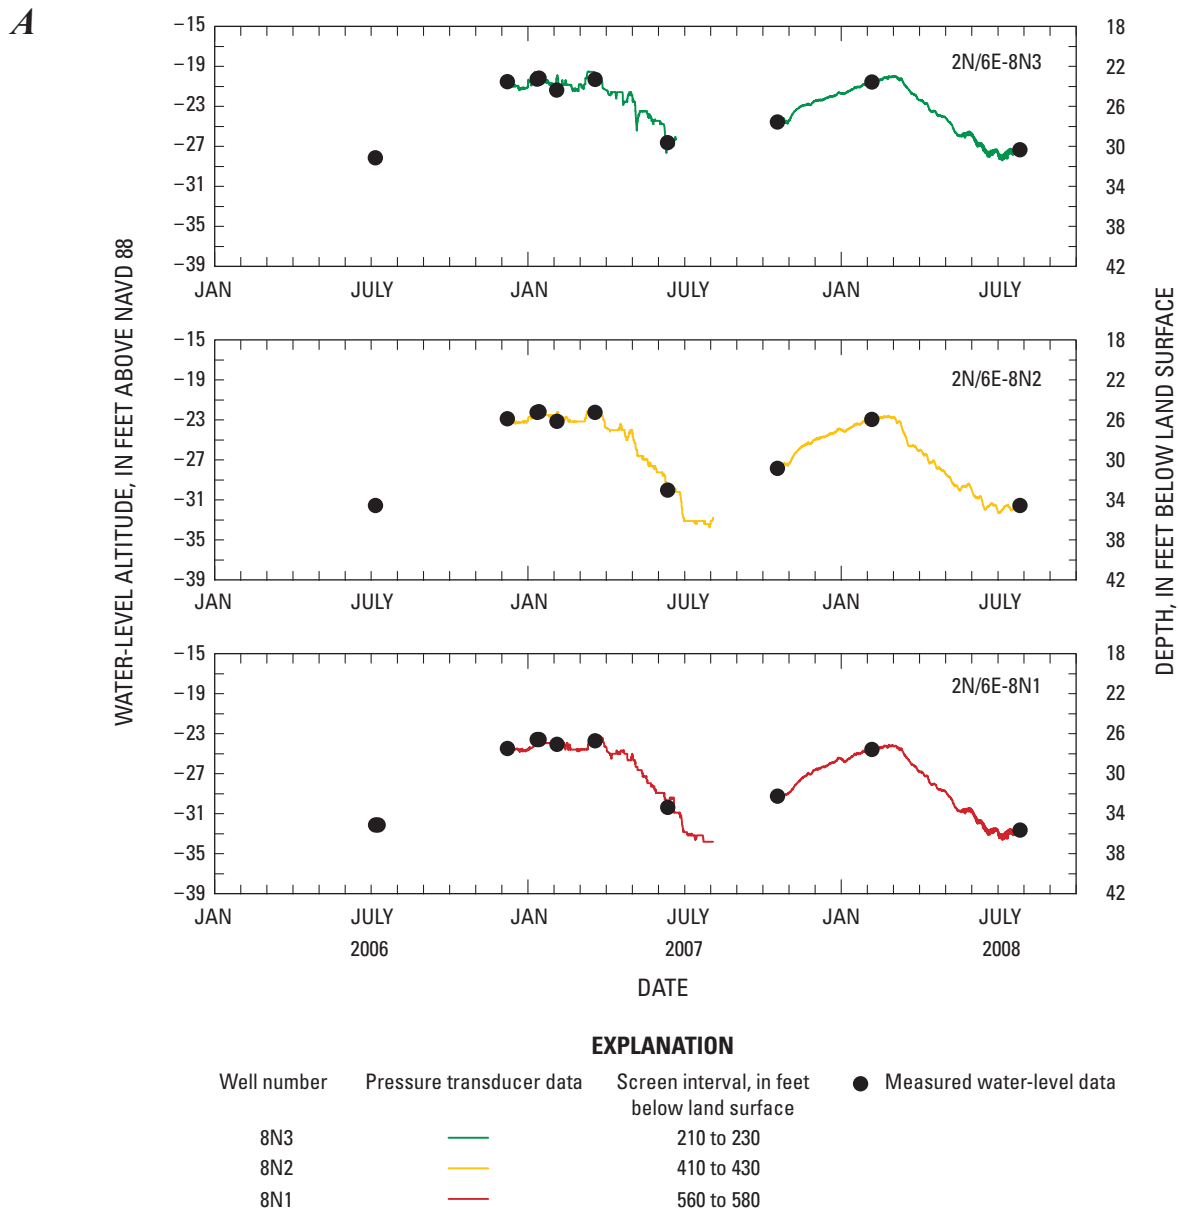 A
WATER-LEVEL ALTITUDE, IN FEET ABOVE NAVD 88
DEPTH, IN FEET BELOW LAND SURFACE
−15 18
−19 22
2N/6E-8N3
−23 26
−27 30
−31 34
−35 38
−39 42
JAN JULY JAN JULY JAN JULY
−15 18
−19 22
2N/6E-8N2
−23 26
−27 30
−31 34
−35 38
−39 42
JAN JULY JAN JULY JAN JULY
−15 18
−19 22
2N/6E-8N1
−23 26
−27 30
−31 34
−35 38
−39 42
JAN JULY JAN JULY JAN JULY
2006 2007 2008
DATE
EXPLANATION
Well number Pressure transducer data Screen interval, in feet below land surface Measured water-level data
8N3 210 to 230
8N2 410 to 430
8N1 560 to 580